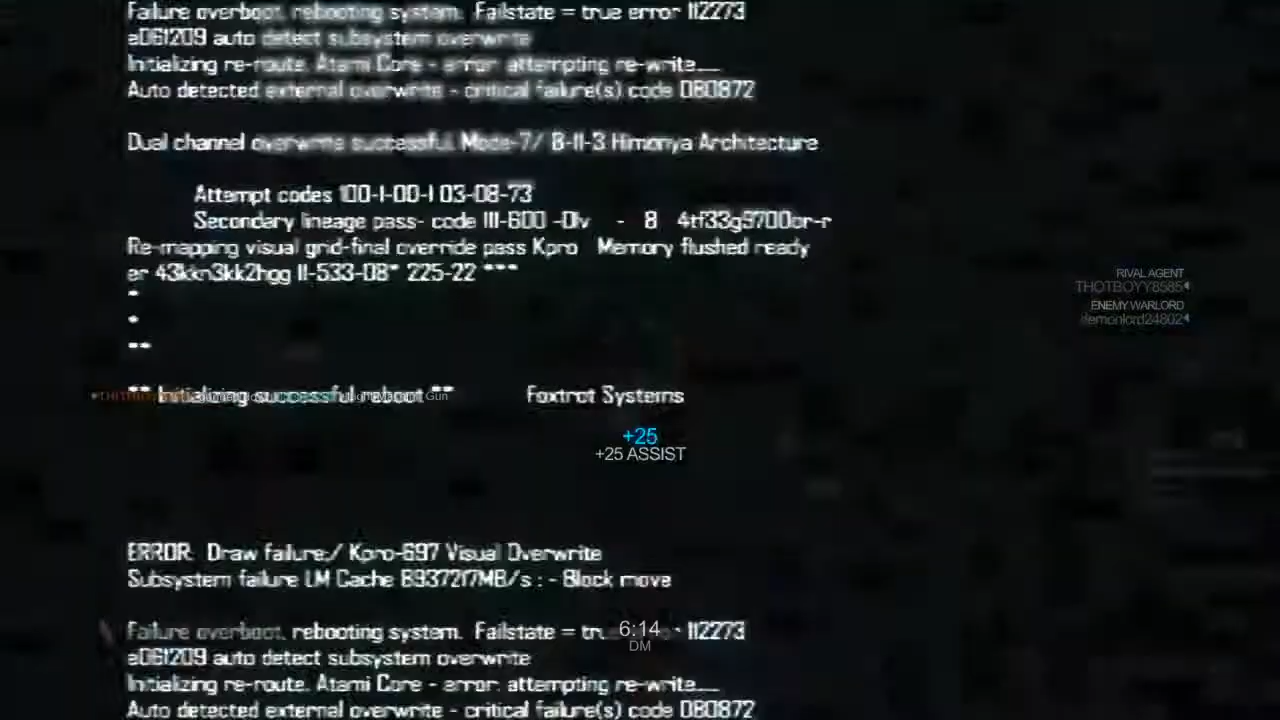 Failure overboot, rebooting system. Failstate = true error 112273
a061209 auto detect subsystem overwrite
Initializing re-route. Atami Core - error: attempting re-write.....
Auto detected external overwrite - critical failure(s) code 080872
Dual channel overwrite successful. Mode-7/ B-11-3 Himonya Architecture
Attempt codes 100-1-00-1 03-08-73
Secondary lineage pass- code 111-600 -01v - 8 4tf33g9700or-r
Re-mapping visual grid-final override pass Kpro Memory flushed ready
er 43kkn3kk2hgg 11-533-08* 225-22 ***
*
*
**
RIVAL AGENT
THOTBOYY8585
ENEMY WARLORD
demonlord24802
** Initializing successful reboot ** Foxtrot Systems
Gun
+25
+25 ASSIST
ERROR: Draw failure:/ Kpro-697 Visual Overwrite
Subsystem failure LM Cache 8937217MB/s : - Block move
Failure overboot, rebooting system. Failstate = 112273
6:14
DM
a061209 auto detect subsystem overwrite
Initializing re-route. Atami Core - error: attempting re-write.....
Auto detected external overwrite - critical failure(s) code 080872